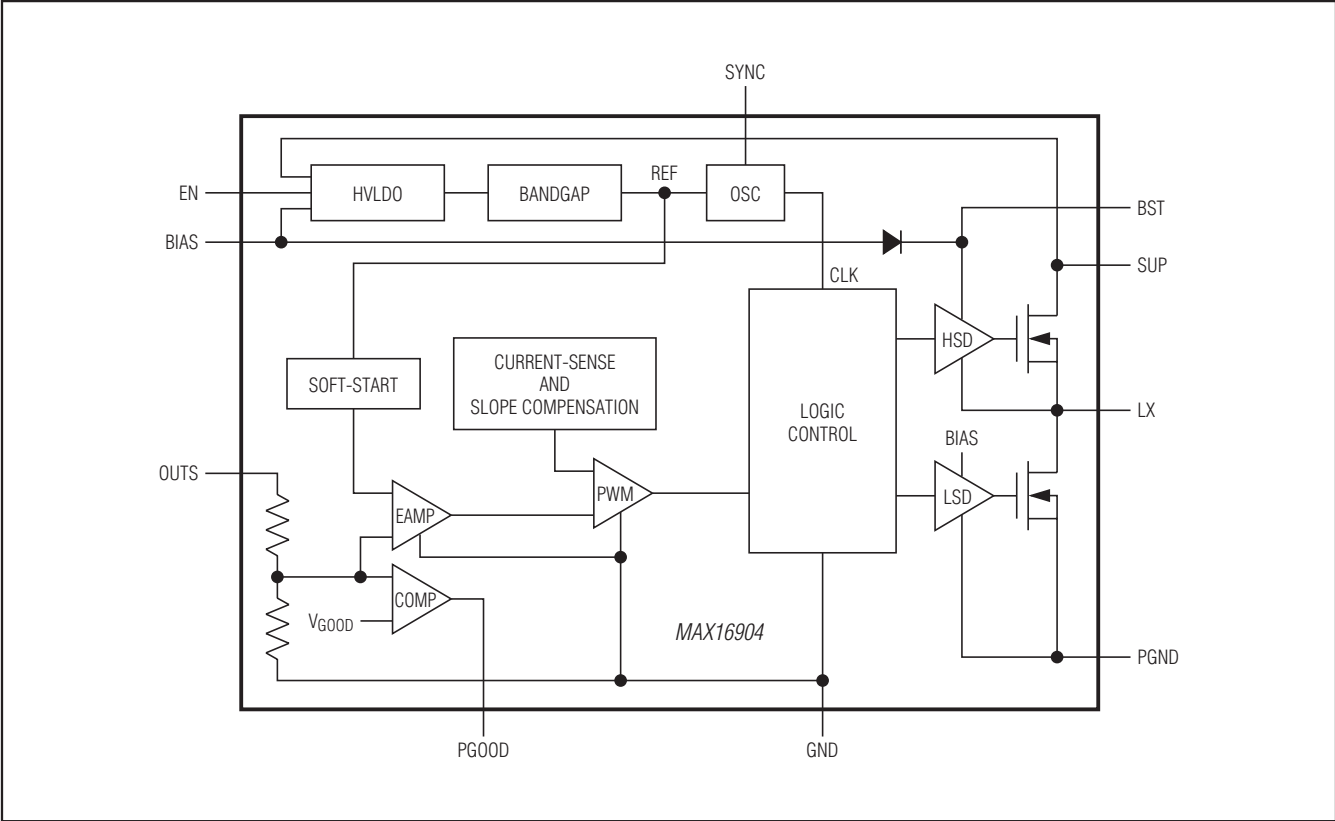 SYNC
EN
HVLDO
BANDGAP
REF
OSC
BST
BIAS
SUP
CLK
HSD
CURRENT-SENSE
AND
SLOPE COMPENSATION
SOFT-START
LOGIC
CONTROL
LX
BIAS
OUTS
PWM
LSD
EAMP
COMP
VGOOD
MAX16904
PGND
PGOOD
GND